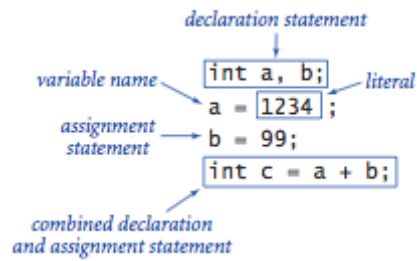 declaration statement
int a, b;
variable name
literal
a = 1234 ;
assignment
statement
b = 99;
int c = a + b;
combined declaration
and assignment statement